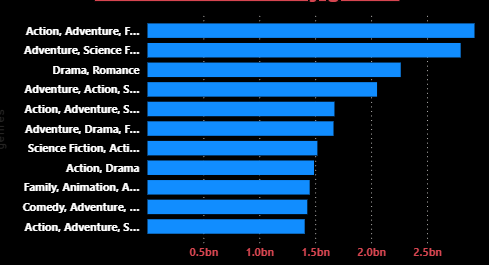 Action, Adventure, F...
Adventure, Science F...
Drama, Romance
Adventure, Action, S...
Action, Adventure, S...
Adventure, Drama, F...
Science Fiction, Acti...
Action, Drama
Family, Animation, A...
Comedy, Adventure, ...
Action, Adventure, S...
genres
0.5bn 1.0bn 1.5bn 2.0bn 2.5bn